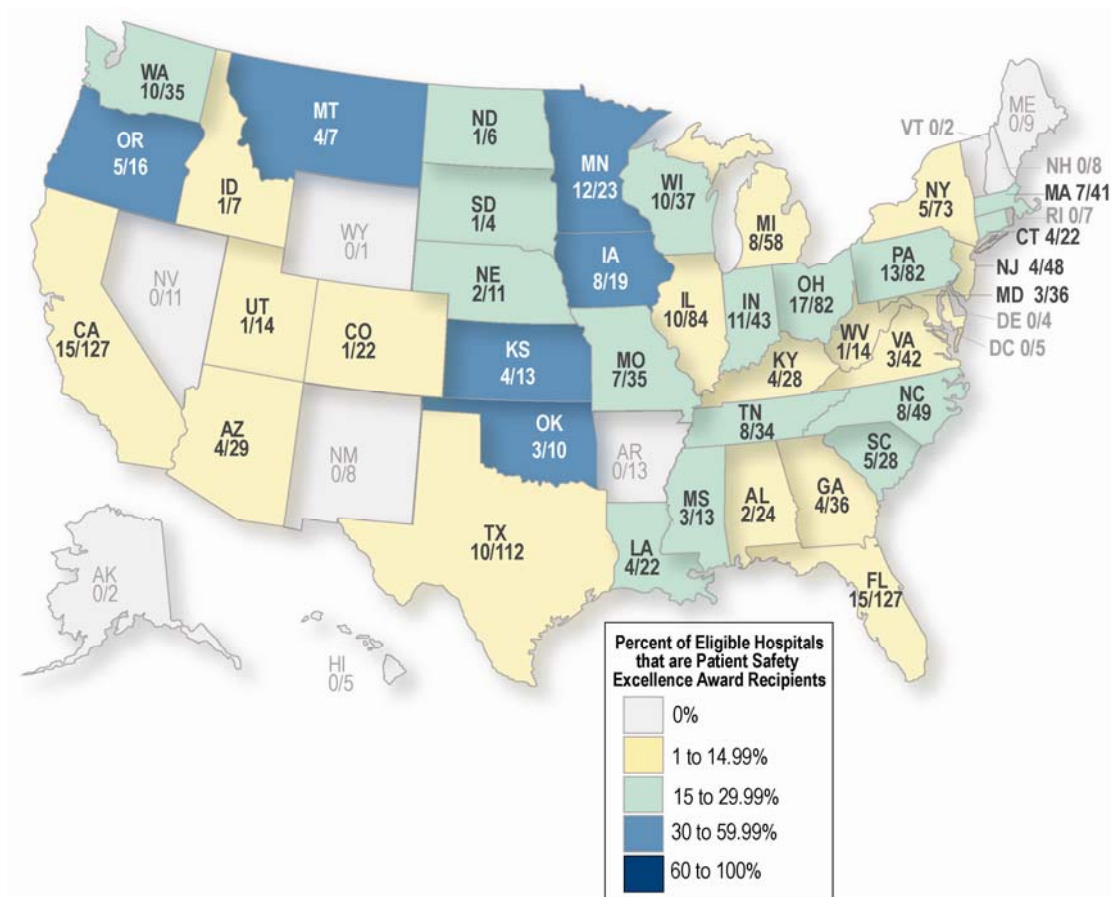 WA
10/35
MT
4/7
ND
1/6
ME
0/9
VT 0/2
OR
5/16
MN
12/23
NH 0/8
ID
1/7
SD
1/4
WI
10/37
NY
5/73
MA 7/41
MI
8/58
RI 0/7
WY
0/1
CT 4/22
IA
8/19
PA
13/82
NE
2/11
NJ 4/48
NV
0/11
OH
17/82
IL
10/84
IN
11/43
MD 3/36
UT
1/14
CO
1/22
DE 0/4
WV
1/14
VA
3/42
CA
15/127
KS
4/13
MO
7/35
DC 0/5
KY
4/28
NC
8/49
TN
8/34
AZ
4/29
OK
3/10
NM
0/8
AR
0/13
SC
5/28
MS
3/13
AL
2/24
GA
4/36
TX
10/112
LA
4/22
AK
0/2
FL
15/127
HI
0/5
Percent of Eligible Hospitals
that are Patient Safety
Excellence Award Recipients
0%
1 to 14.99%
15 to 29.99%
30 to 59.99%
60 to 100%